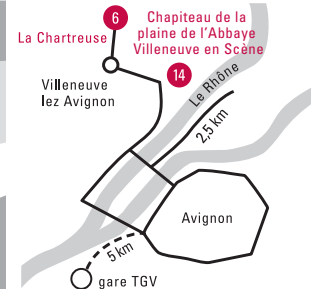 6
La Chartreuse
Chapiteau de la
plaine de l'Abbaye
Villeneuve en Scène
14
Villeneuve
lez Avignon
Le Rhône
2,5 km
Avignon
5 km
gare TGV